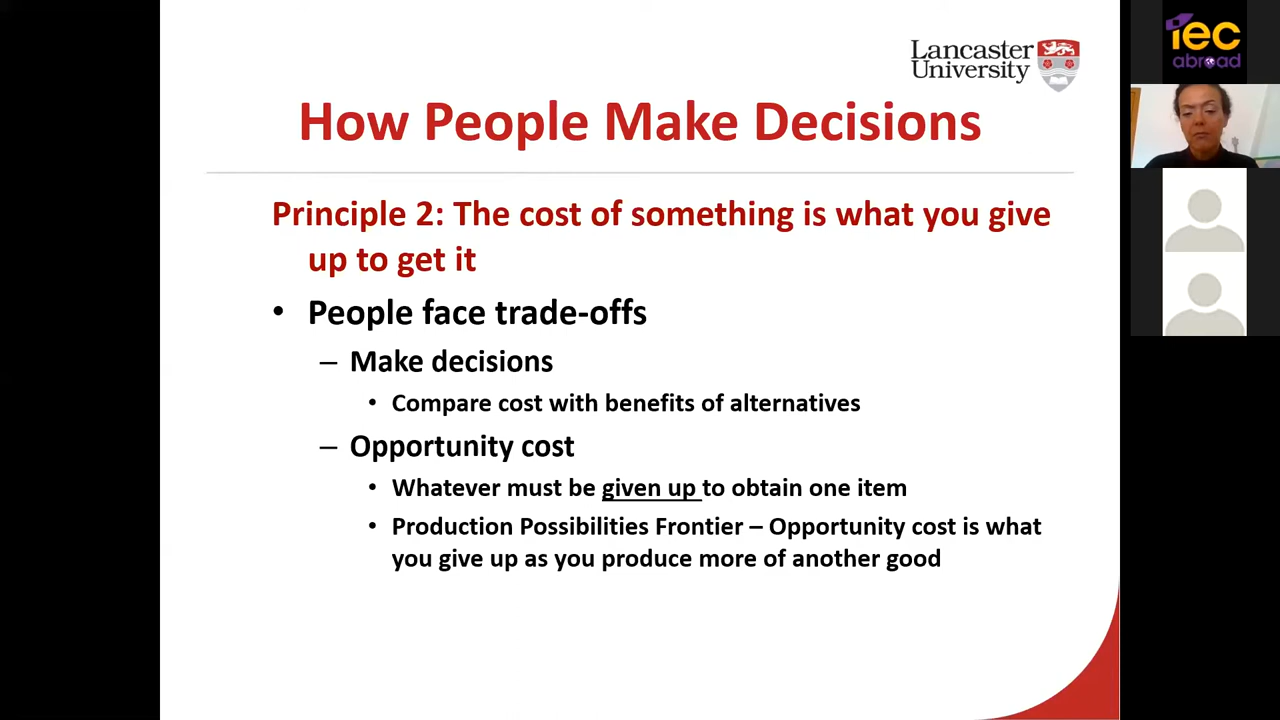 Lancaster
University
iec
abroad
How People Make Decisions
Principle 2: The cost of something is what you give
up to get it
• People face trade-offs
– Make decisions
• Compare cost with benefits of alternatives
– Opportunity cost
• Whatever must be given up to obtain one item
• Production Possibilities Frontier – Opportunity cost is what
you give up as you produce more of another good